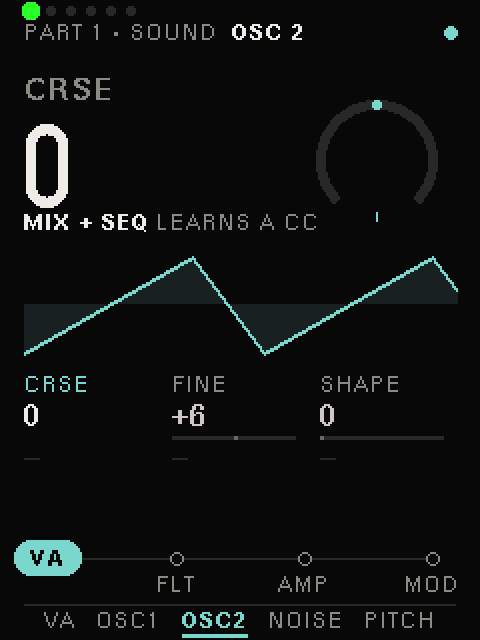 PART 1 · SOUND OSC 2
CRSE
0
MIX + SEQ LEARNS A CC
CRSE FINE SHAPE
0 +6 0
VA
FLT AMP MOD
VA OSC1 OSC2 NOISE PITCH